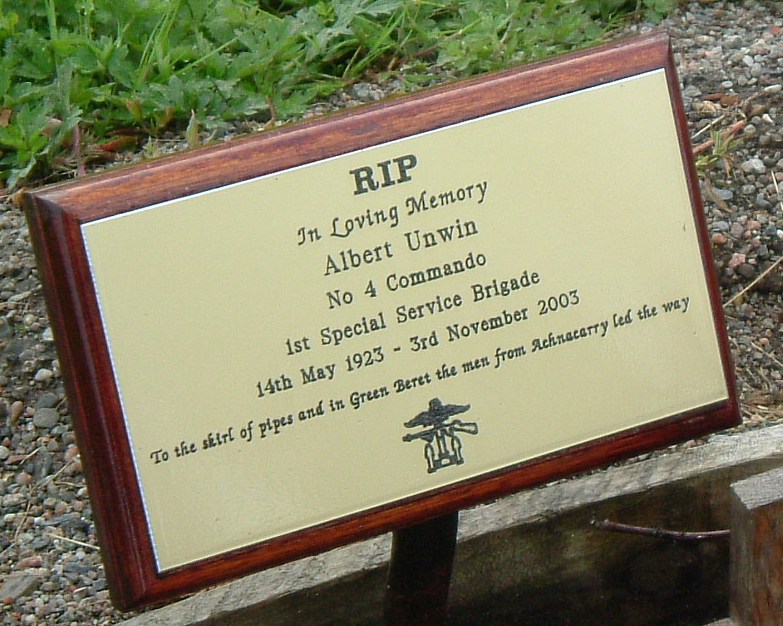 RIP
In Loving Memory
Albert Unwin
No 4 Commando
1st Special Service Brigade
14th May 1923 - 3rd November 2003
To the skirl of pipes and in Green Beret the men from Achnacarry led the way